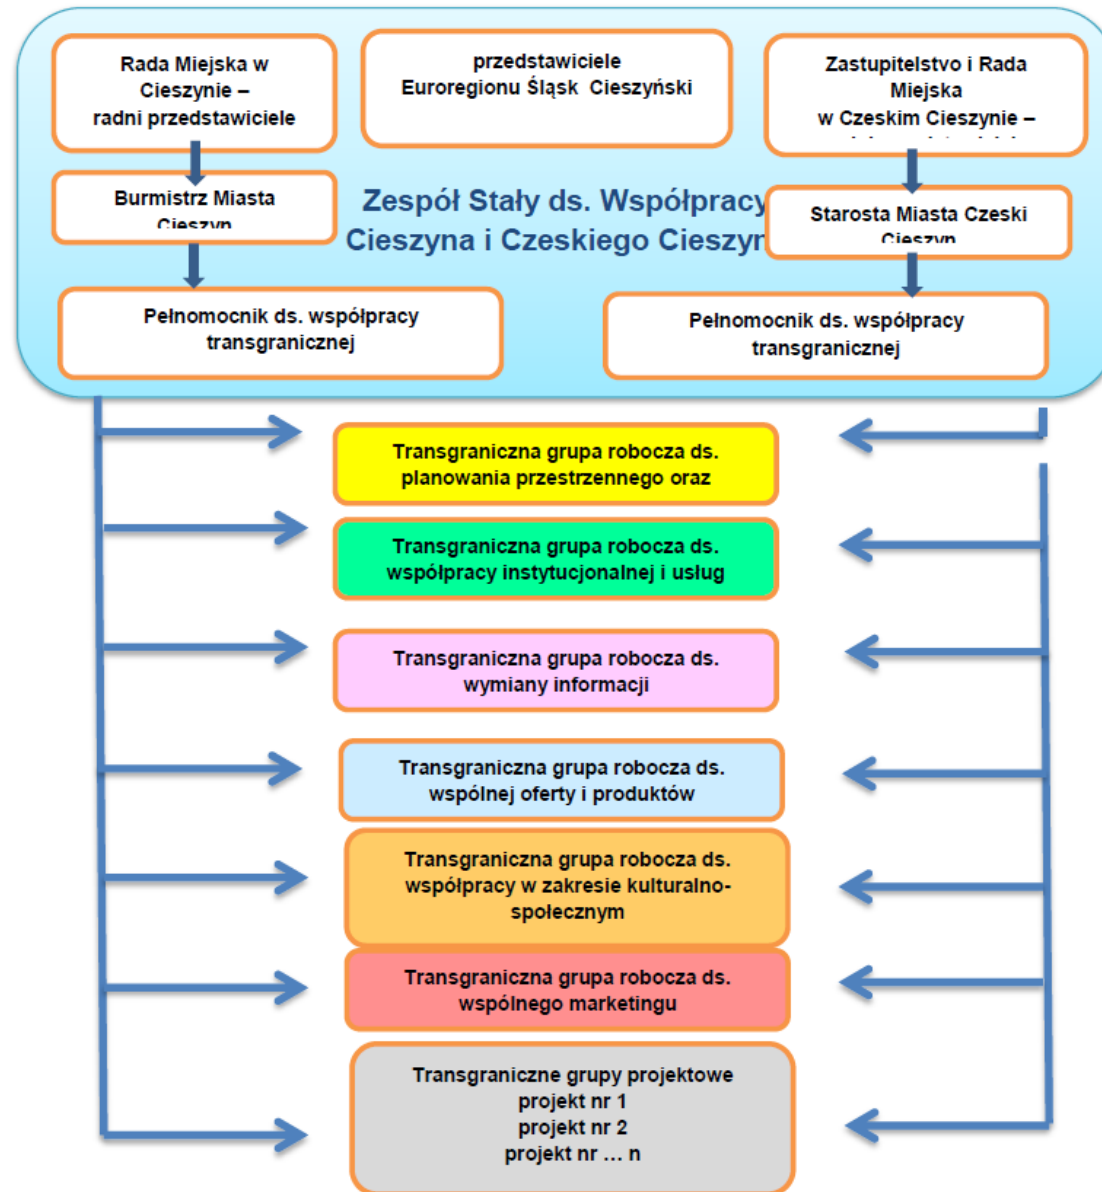 Rada Miejska w
Cieszynie –
radni przedstawiciele
przedstawiciele
Euroregionu Śląsk Cieszyński
Zastupitelstvo i Rada
Miejska
w Czeskim Cieszynie –
Burmistrz Miasta
Cieszyn
Zespół Stały ds. Współpracy
Cieszyna i Czeskiego Cieszyn
Starosta Miasta Czeski
Cieszyn
Pełnomocnik ds. współpracy
transgranicznej
Pełnomocnik ds. współpracy
transgranicznej
Transgraniczna grupa robocza ds.
planowania przestrzennego oraz
Transgraniczna grupa robocza ds.
współpracy instytucjonalnej i usług
Transgraniczna grupa robocza ds.
wymiany informacji
Transgraniczna grupa robocza ds.
wspólnej oferty i produktów
Transgraniczna grupa robocza ds.
współpracy w zakresie kulturalno-
społecznym
Transgraniczna grupa robocza ds.
wspólnego marketingu
Transgraniczne grupy projektowe
projekt nr 1
projekt nr 2
projekt nr … n